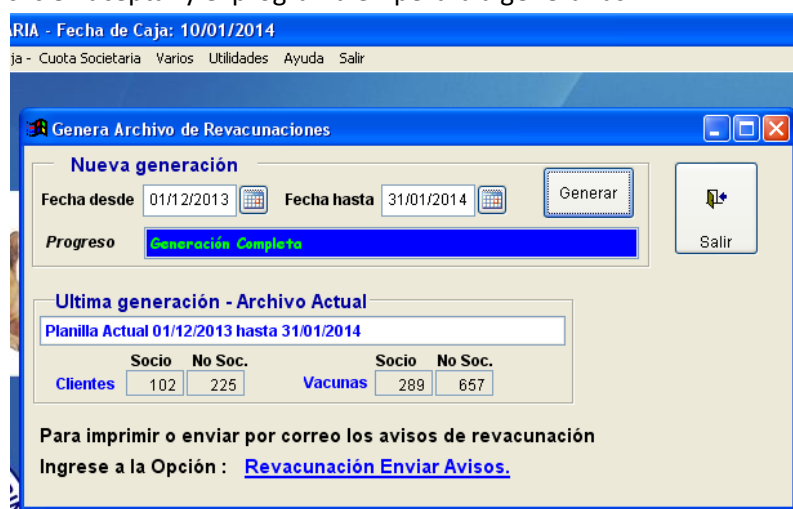 RIA - Fecha de Caja: 10/01/2014
ja - Cuota Societaria Varios Utilidades Ayuda Salir
Genera Archivo de Revacunaciones
Nueva generación
Fecha desde 01/12/2013 Fecha hasta 31/01/2014 Generar
Progreso Generación Completa Salir
Ultima generación - Archivo Actual
Planilla Actual 01/12/2013 hasta 31/01/2014
Socio No Soc. Socio No Soc.
Clientes 102 225 Vacunas 289 657
Para imprimir o enviar por correo los avisos de revacunación
Ingrese a la Opción : Revacunación Enviar Avisos.